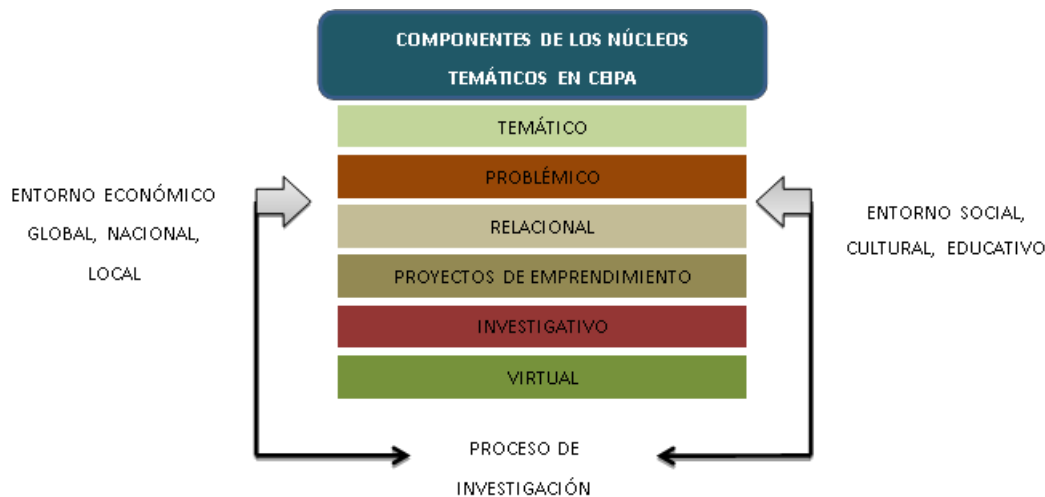 COMPONENTES DE LOS NÚCLEOS
TEMÁTICOS EN CEIPA
TEMÁTICO
PROBLÉMICO
RELACIONAL
PROYECTOS DE EMPRENDIMIENTO
INVESTIGATIVO
VIRTUAL
ENTORNO ECONÓMICO
GLOBAL, NACIONAL,
LOCAL
ENTORNO SOCIAL,
CULTURAL, EDUCATIVO
PROCESO DE
INVESTIGACIÓN